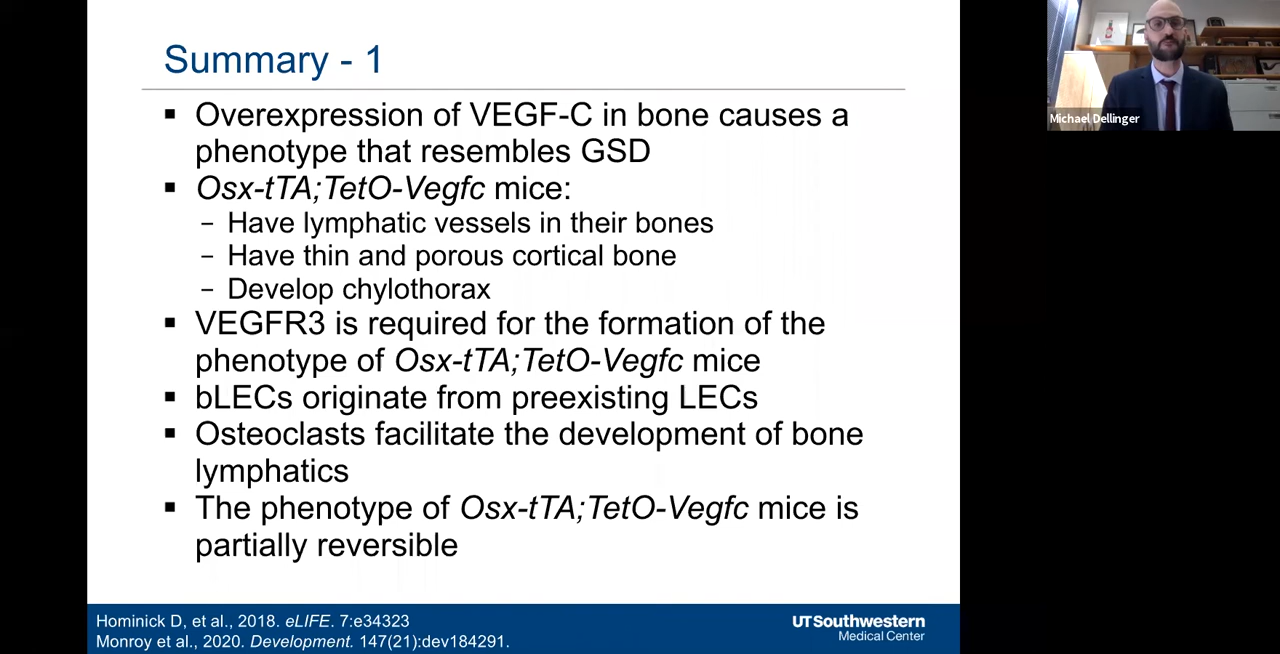 Summary - 1
▪ Overexpression of VEGF-C in bone causes a
phenotype that resembles GSD
▪ Osx-tTA;TetO-Vegfc mice:
– Have lymphatic vessels in their bones
– Have thin and porous cortical bone
– Develop chylothorax
▪ VEGFR3 is required for the formation of the
phenotype of Osx-tTA;TetO-Vegfc mice
▪ bLECs originate from preexisting LECs
▪ Osteoclasts facilitate the development of bone
lymphatics
▪ The phenotype of Osx-tTA;TetO-Vegfc mice is
partially reversible
Hominick D, et al., 2018. eLIFE. 7:e34323
Monroy et al., 2020. Development. 147(21):dev184291.
UTSouthwestern
Medical Center
Michael Dellinger